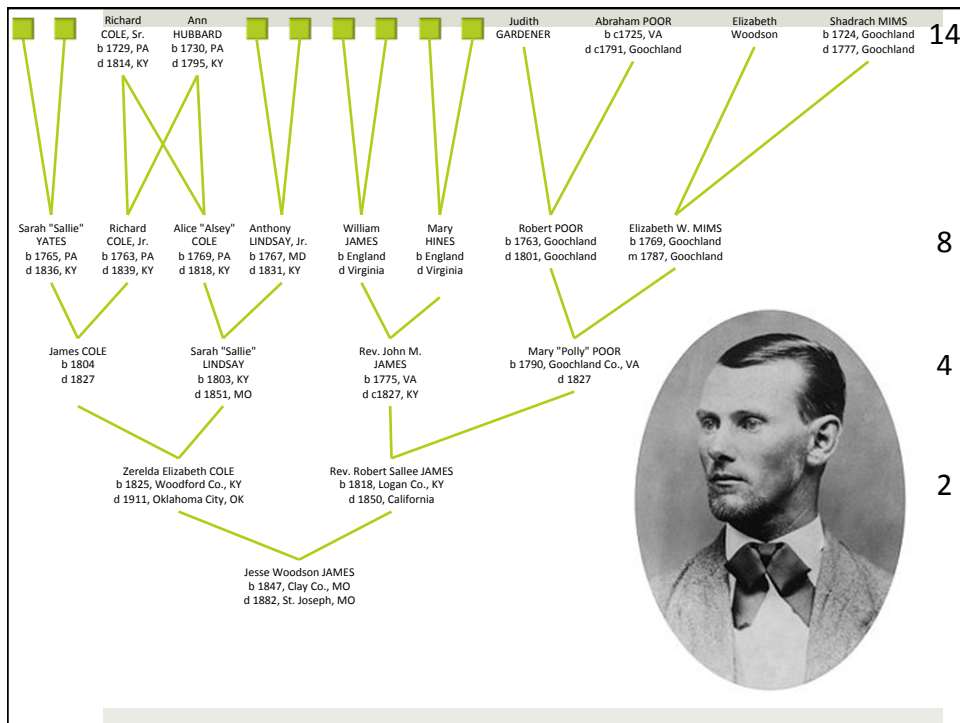 Richard
COLE, Sr.
b 1729, PA
d 1814, KY
Ann
HUBBARD
b 1730, PA
d 1795, KY
Judith
GARDENER
Abraham POOR
b c1725, VA
d c1791, Goochland
Elizabeth
Woodson
Shadrach MIMS
b 1724, Goochland
d 1777, Goochland
14
Sarah "Sallie"
YATES
b 1765, PA
d 1836, KY
Richard
COLE, Jr.
b 1763, PA
d 1839, KY
Alice "Alsey"
COLE
b 1769, PA
d 1818, KY
Anthony
LINDSAY, Jr.
b 1767, MD
d 1831, KY
William
JAMES
b England
d Virginia
Mary
HINES
b England
d Virginia
Robert POOR
b 1763, Goochland
d 1801, Goochland
Elizabeth W. MIMS
b 1769, Goochland
m 1787, Goochland
8
James COLE
b 1804
d 1827
Sarah "Sallie"
LINDSAY
b 1803, KY
d 1851, MO
Rev. John M.
JAMES
b 1775, VA
d c1827, KY
Mary "Polly" POOR
b 1790, Goochland Co., VA
d 1827
4
Zerelda Elizabeth COLE
b 1825, Woodford Co., KY
d 1911, Oklahoma City, OK
Rev. Robert Sallee JAMES
b 1818, Logan Co., KY
d 1850, California
2
Jesse Woodson JAMES
b 1847, Clay Co., MO
d 1882, St. Joseph, MO